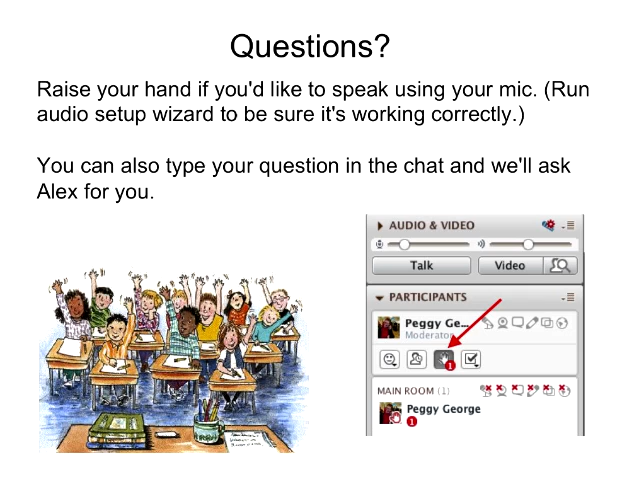 Questions?
Raise your hand if you'd like to speak using your mic. (Run
audio setup wizard to be sure it's working correctly.)
You can also type your question in the chat and we'll ask
Alex for you.
AUDIO & VIDEO
Talk Video
PARTICIPANTS
Peggy Ge...
Moderator
1
MAIN ROOM (1)
Peggy George
1